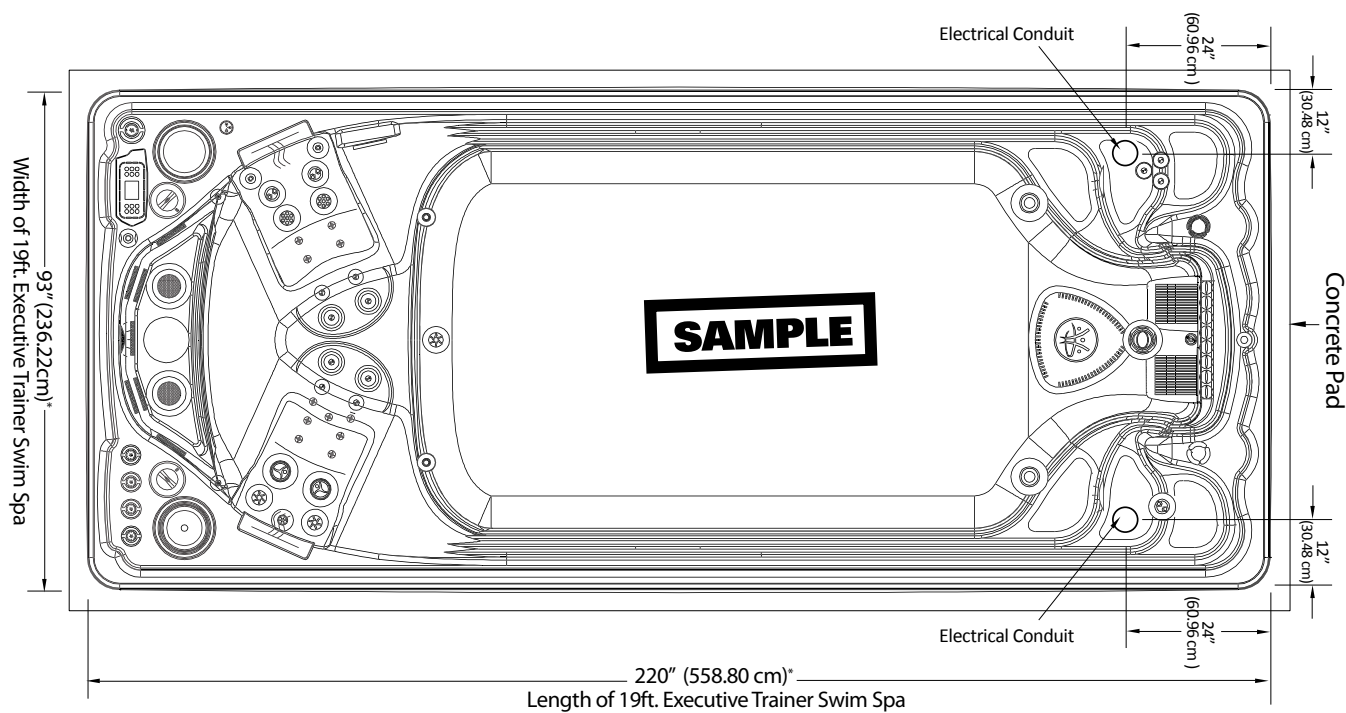 Electrical Conduit
24"
(60.96 cm )
12"
(30.48 cm)
Width of 19ft. Executive Trainer Swim Spa
93" (236.22cm)*
SAMPLE
Concrete Pad
12"
(30.48 cm)
24"
(60.96 cm )
Electrical Conduit
220" (558.80 cm)*
Length of 19ft. Executive Trainer Swim Spa